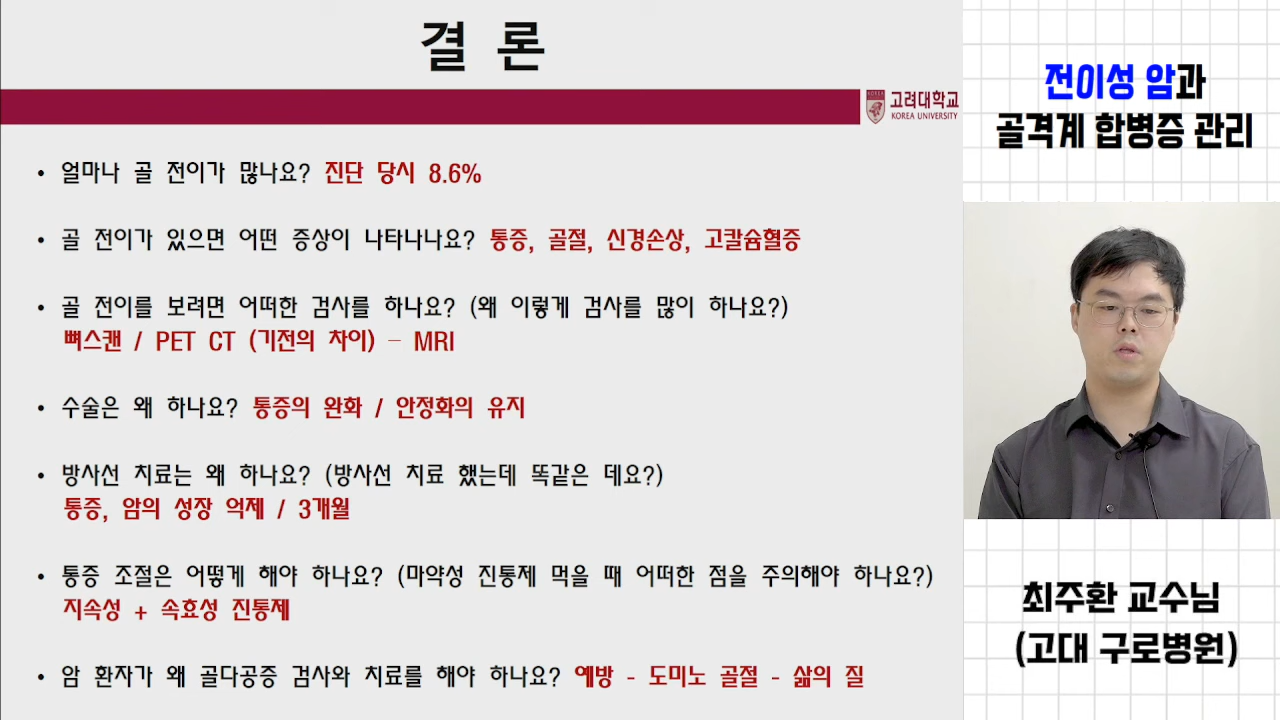 결 론
고려대학교
KOREA UNIVERSITY
• 얼마나 골 전이가 많나요? 진단 당시 8.6%
• 골 전이가 있으면 어떤 증상이 나타나나요? 통증, 골절, 신경손상, 고칼슘혈증
• 골 전이를 보려면 어떠한 검사를 하나요? (왜 이렇게 검사를 많이 하나요?)
뼈스캔 / PET CT (기전의 차이) – MRI
• 수술은 왜 하나요? 통증의 완화 / 안정화의 유지
• 방사선 치료는 왜 하나요? (방사선 치료 했는데 똑같은 데요?)
통증, 암의 성장 억제 / 3개월
• 통증 조절은 어떻게 해야 하나요? (마약성 진통제 먹을 때 어떠한 점을 주의해야 하나요?)
지속성 + 속효성 진통제
• 암 환자가 왜 골다공증 검사와 치료를 해야 하나요? 예방 - 도미노 골절 - 삶의 질
전이성 암과
골격계 합병증 관리
최주환 교수님
(고대 구로병원)